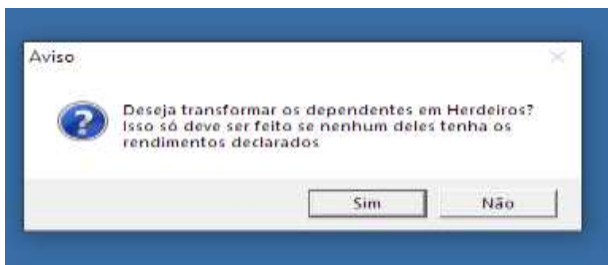 Aviso
Deseja transformar os dependentes em Herdeiros?
Isso só deve ser feito se nenhum deles tenha os
rendimentos declarados
Sim
Não